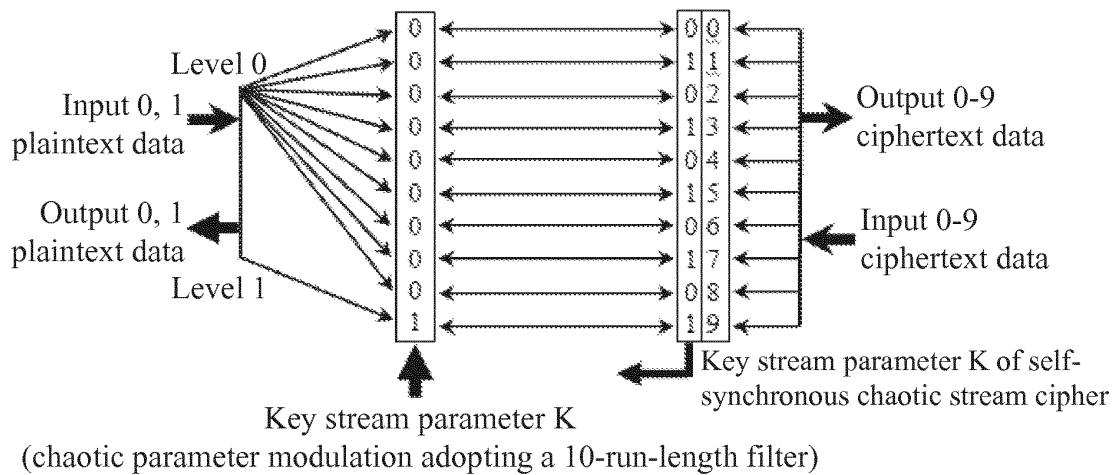 Level 0
Input 0, 1
plaintext data
Output 0, 1
plaintext data
Level 1
0
0
0
0
0
0
0
0
0
1
0 0
1 1
0 2
1 3
0 4
1 5
0 6
1 7
0 8
1 9
Output 0-9
ciphertext data
Input 0-9
ciphertext data
Key stream parameter K of self-
synchronous chaotic stream cipher
Key stream parameter K
(chaotic parameter modulation adopting a 10-run-length filter)